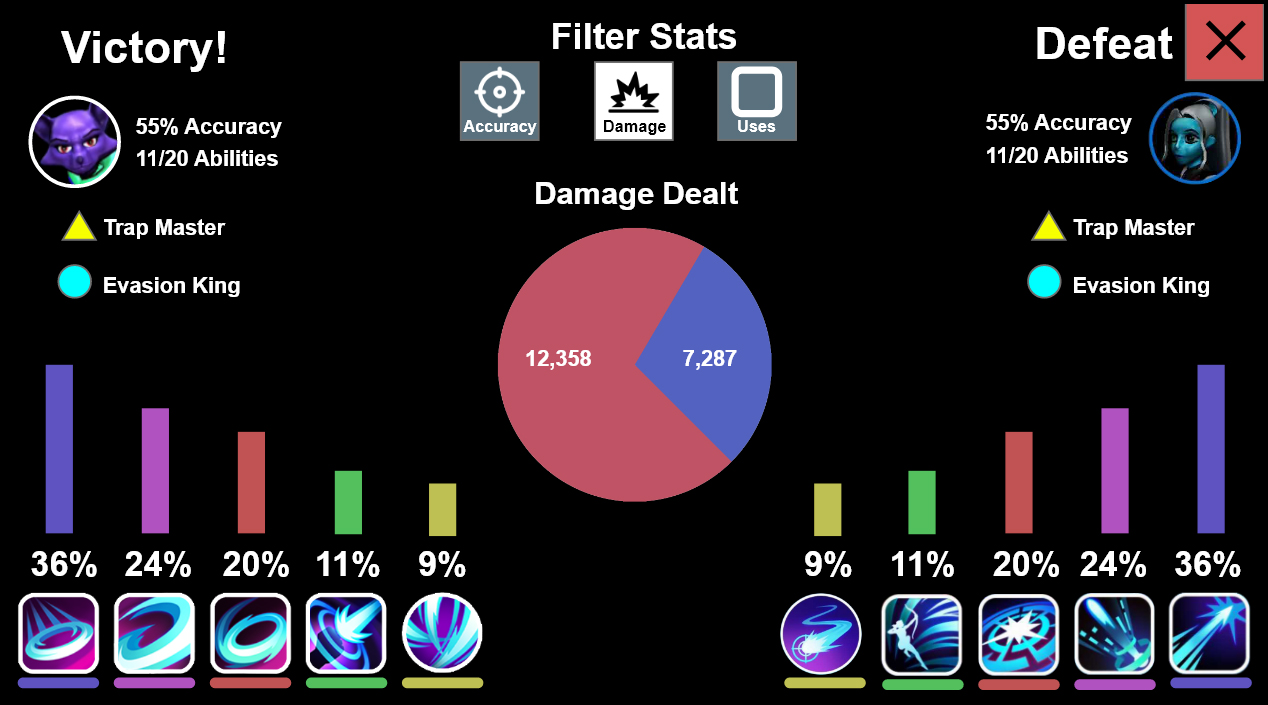 Victory!
Filter Stats
Defeat
Accuracy
Damage
Uses
55% Accuracy
11/20 Abilities
55% Accuracy
11/20 Abilities
Trap Master
Evasion King
Damage Dealt
12,358
7,287
Trap Master
Evasion King
36%
24%
20%
11%
9%
9%
11%
20%
24%
36%